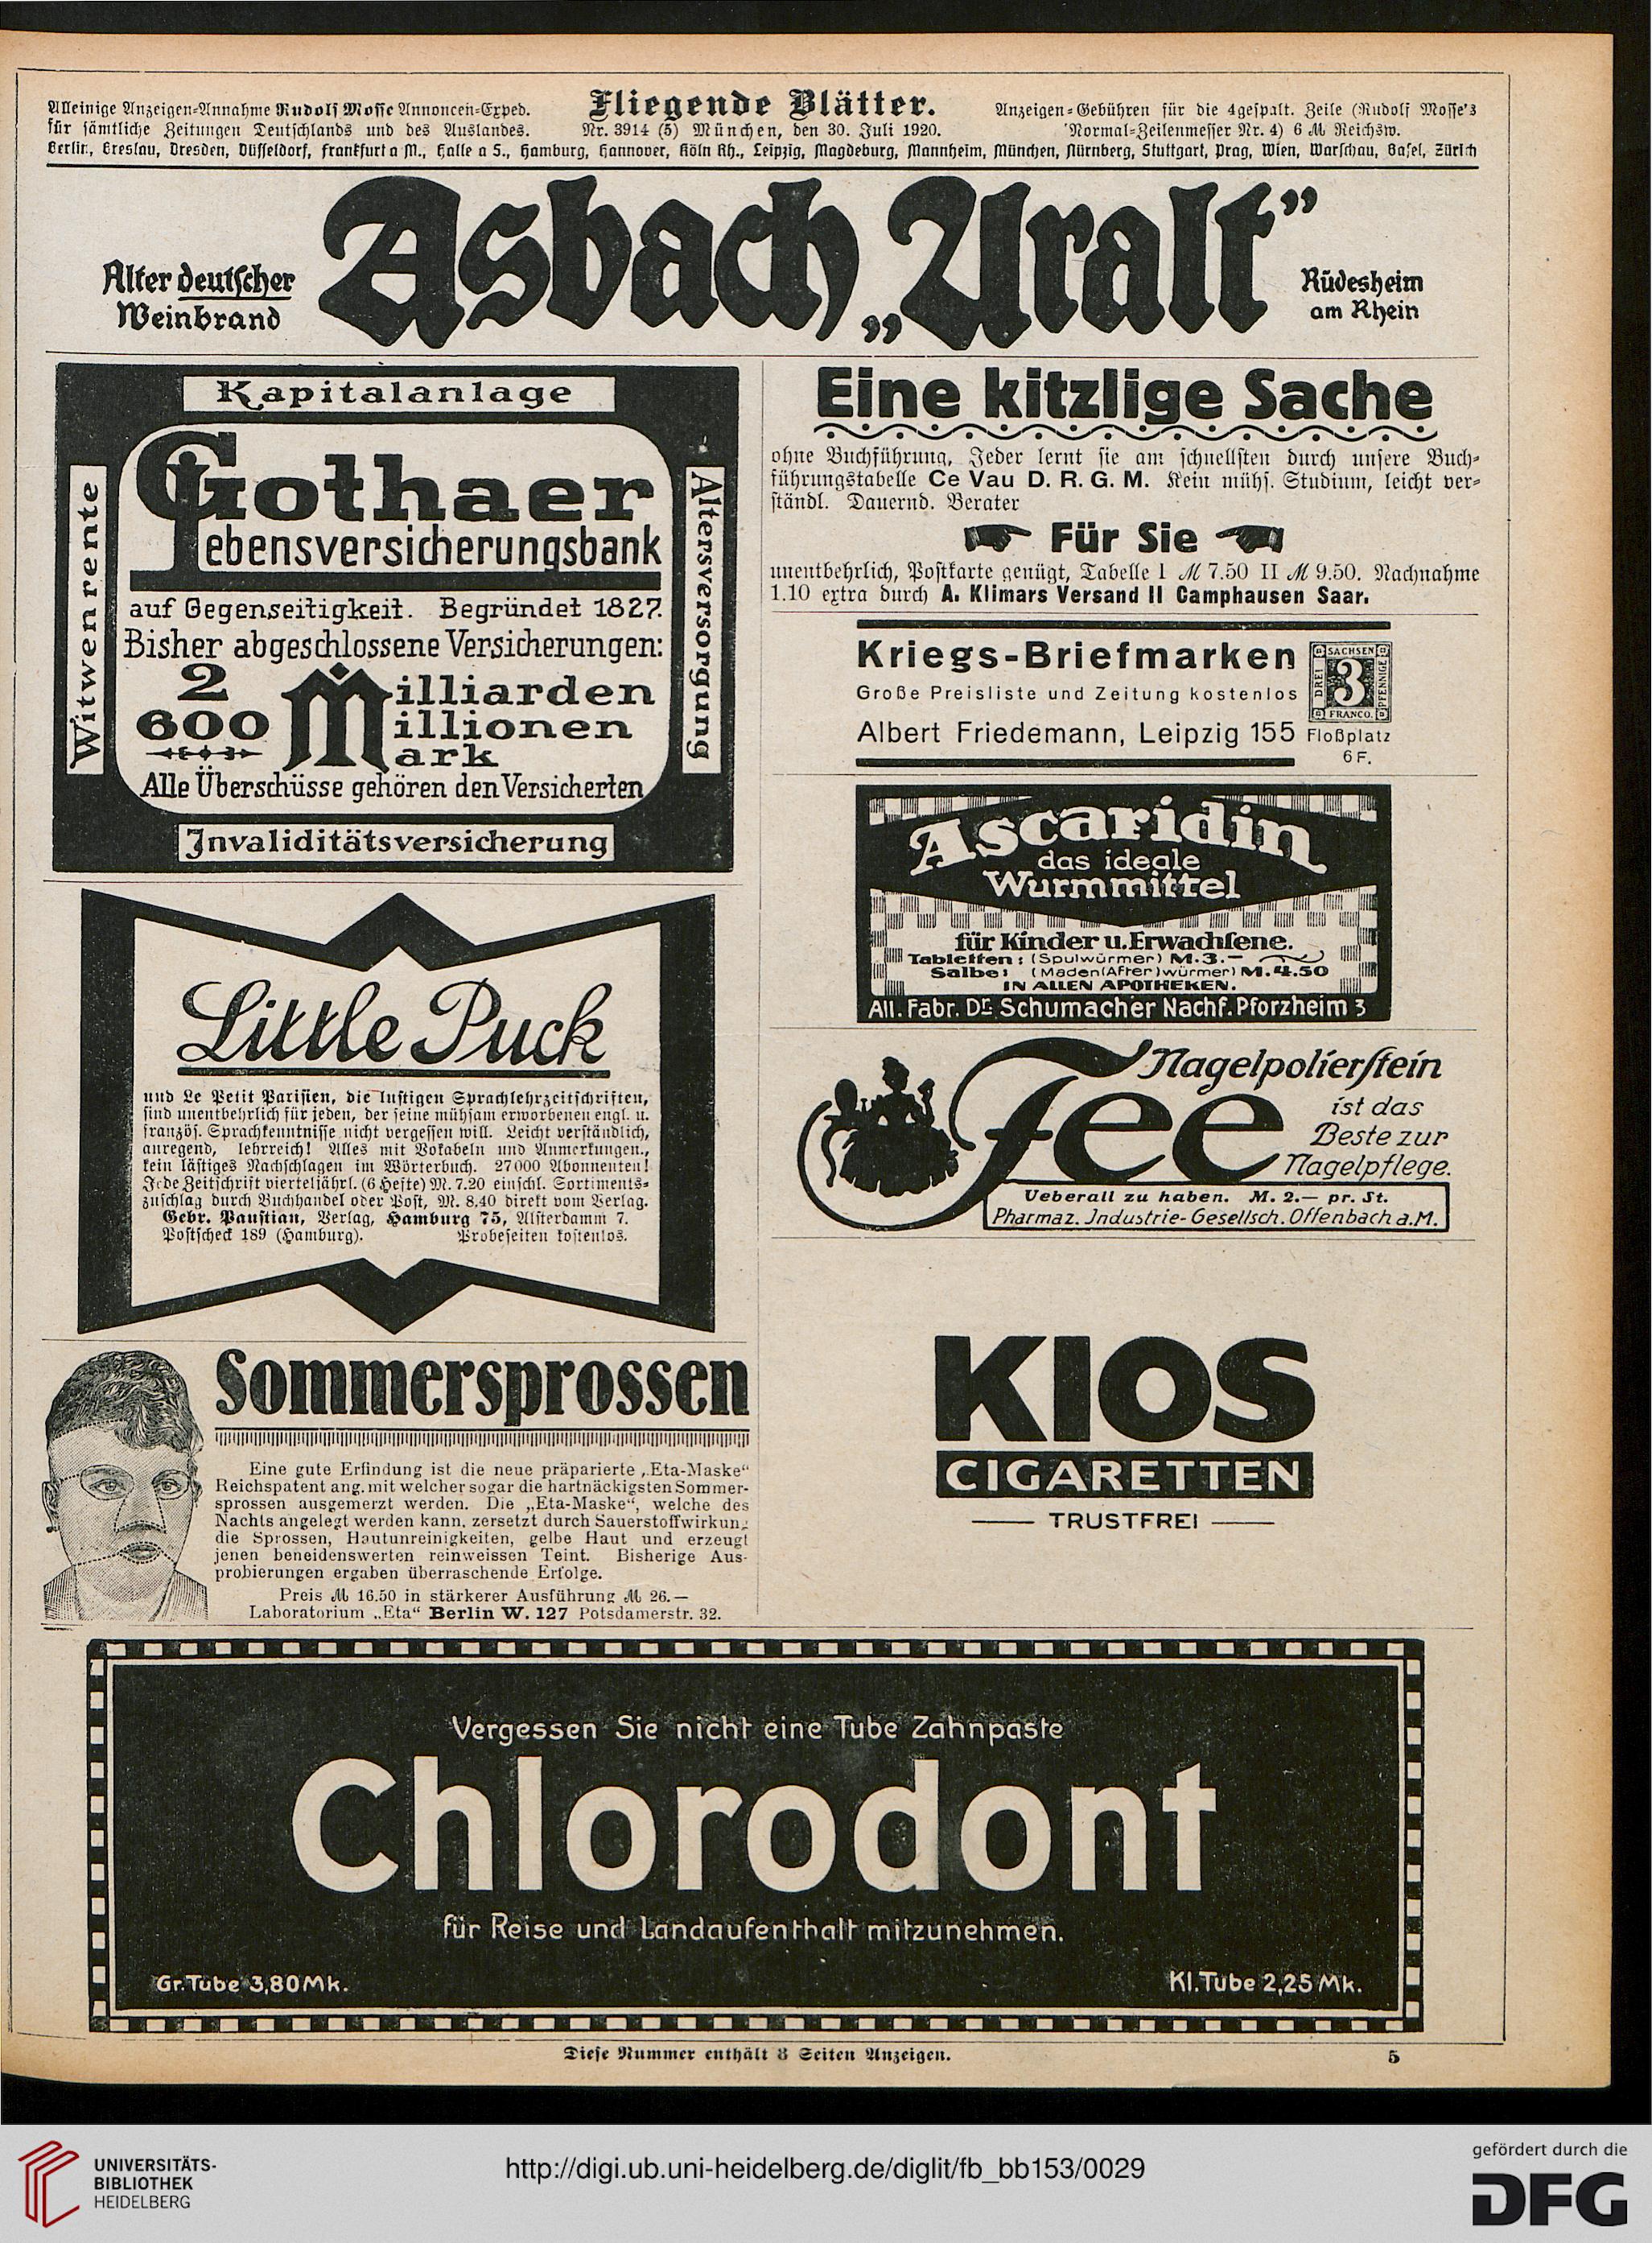 Alleinige Anzeigen-Annahme Rudolf Mosse Annoncen-Exped.
für sämtliche Zeitungen Deutschlands und des Auslandes.
Fliegende Blätter.
Nr. 3914 (5) München, den 30. Juli 1920.
Anzeigen-Gebühren für die 4gespalt. Zeile (Rudolf Mosse's
Normal-Zeilenmesser Nr. 4) 6 M Reichsw.
Berlin, Breslau, Dresden, Düsseldorf, Frankfurt a M., Halle a S., Hamburg, Hannover, Köln Rh., Leipzig, Magdeburg, Mannheim, München, Nürnberg, Stuttgart, Prag, Wien, Warschau, Basel, Zürich
Alter deutscher
Weinbrand
Asbach „Uralt”
Rüdesheim
am Rhein
Kapitalanlage
Witwenrente
Gothaer
Lebensversicherungsbank
auf Gegenseitigkeit. Begründet 1827.
Bisher abgeschlossene Versicherungen:
2 Milliarden
600 Millionen
Mark
Alle Überschüsse gehören den Versicherten
Altersversorgung
Invaliditätsversicherung
Little Puck
und Le Petit Parisien, die lustigen Sprachlehrzeitschriften,
sind unentbehrlich für jeden, der seine mühsam erworbenen engl. u.
französ. Sprachkenntnisse nicht vergessen will. Leicht verständlich,
anregend, lehrreich! Alles mit Vokabeln und Anmerkungen.,
kein lästiges Nachschlagen im Wörterbuch. 27000 Abonnenten!
Jede Zeitschrift vierteljährl. (6 Hefte) M. 7.20 einschl. Sortiments-
zuschlag durch Buchhandel oder Post, M. 8.40 direkt vom Verlag.
Gebr. Paustian, Verlag, Hamburg 75, Alsterdamm 7.
Postscheck 189 (Hamburg). Probeseiten kostenlos.
Sommersprossen
Eine gute Erfindung ist die neue präparierte „Eta-Maske“
Reichspatent ang. mit welcher sogar die hartnäckigsten Sommer-
sprossen ausgemerzt werden. Die „Eta-Maske“, welche des
Nachts angelegt werden kann, zersetzt durch Sauerstoffwirkung
die Sprossen, Hautunreinigkeiten, gelbe Haut und erzeugt
jenen beneidenswerten reinweissen Teint. Bisherige Aus-
probierungen ergaben überraschende Erfolge.
Preis M 16.50 in stärkerer Ausführung M 26.—
Laboratorium „Eta“ Berlin W. 127 Potsdamerstr. 32.
Eine kitzlige Sache
ohne Buchführung, Jeder lernt sie am schnellsten durch unsere Buch-
führungstabelle Ce Vau D. R. G. M. Kein mühs. Studium, leicht ver-
ständl. Dauernd. Berater
Für Sie
unentbehrlich, Postkarte genügt, Tabelle I M 7.50 II M 9.50. Nachnahme
1.10 extra durch A. Klimars Versand II Camphausen Saar.
Kriegs-Briefmarken
Große Preisliste und Zeitung kostenlos
Albert Friedemann, Leipzig 155 Floßplatz
6 F.
SACHSEN
DREI
3
PFENNIGE
FRANCO.
Ascaridin
das ideale
Wurmmittel
für Kinder u. Erwachsene.
Tabletten: (Spulwürmer) M. 3.—
Salbe: (Maden(After)würmer) M. 4.50
IN ALLEN APOTHEKEN.
All. Fabr. Dr. Schumacher Nachf. Pforzheim 3
Fee
Nagelpolierstein
ist das
Beste zur
Nagelpflege.
Ueberall zu haben. M. 2.— pr. St.
Pharmaz. Industrie-Gesellsch. Offenbach a.M.
KIOS
CIGARETTEN
TRUSTFREI
Vergessen Sie nicht eine Tube Zahnpaste
Chlorodont
für Reise und Landaufenthalt mitzunehmen.
Gr. Tube 3,80 Mk.
Kl. Tube 2,25 Mk.
Diese Nummer enthält 8 Seiten Anzeigen.
5
UNIVERSITÄTS-
BIBLIOTHEK
HEIDELBERG
http://digi.ub.uni-heidelberg.de/diglit/fb_bb153/0029
gefördert durch die
DFG